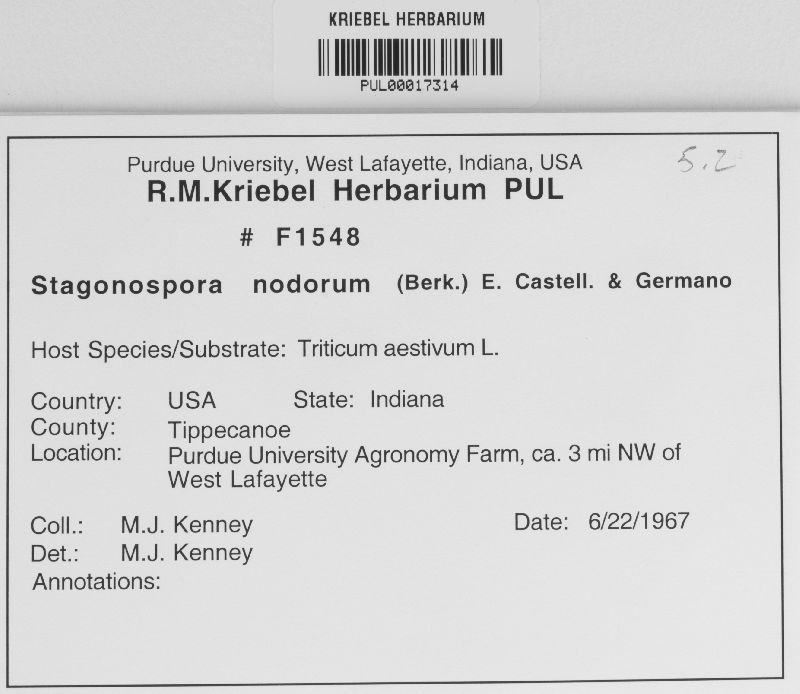 KRIEBEL HERBARIUM
PUL00017314
5.2
Purdue University, West Lafayette, Indiana, USA
R.M.Kriebel Herbarium PUL
# F1548
Stagonospora nodorum (Berk.) E. Castell. & Germano
Host Species/Substrate: Triticum aestivum L.
Country: USA State: Indiana
County: Tippecanoe
Location: Purdue University Agronomy Farm, ca. 3 mi NW of
West Lafayette
Coll.: M.J. Kenney Date: 6/22/1967
Det.: M.J. Kenney
Annotations: